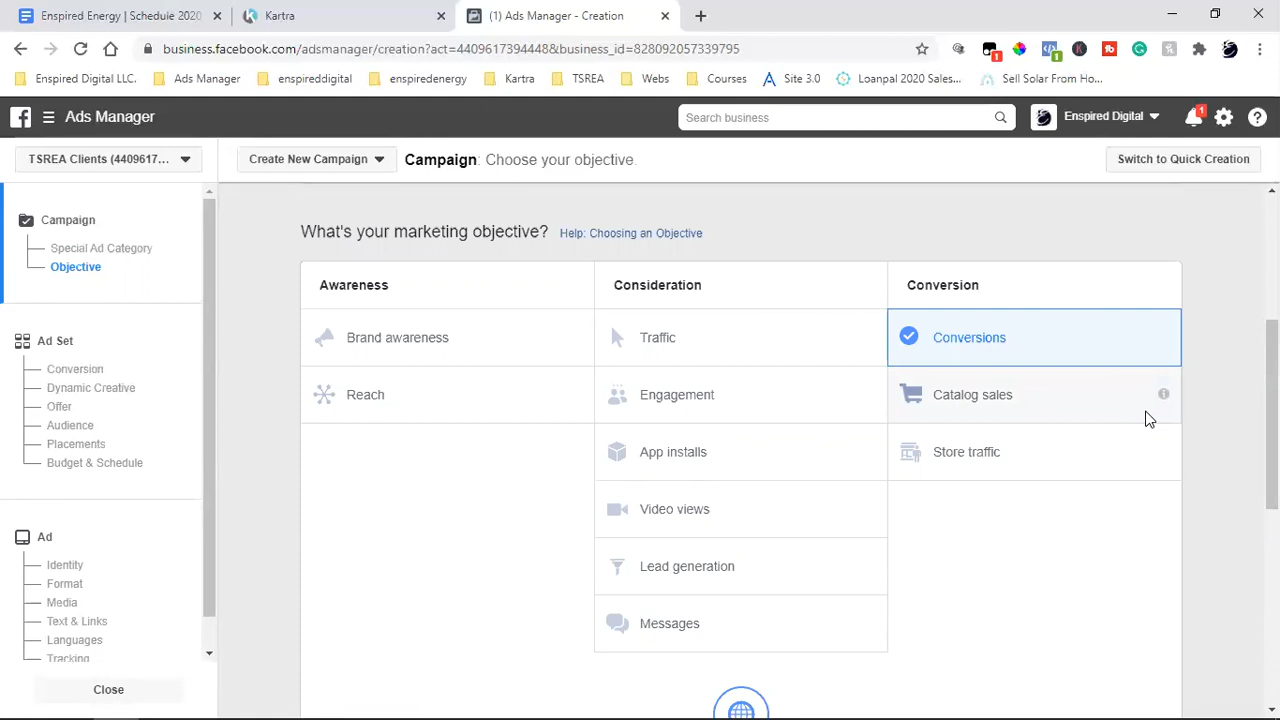 Enspired Energy | Schedule 2020
Kartra
(1) Ads Manager - Creation
business.facebook.com/adsmanager/creation?act=4409617394448&business_id=828092057339795
Enspired Digital LLC.
Ads Manager
enspireddigital
enspiredenergy
Kartra
TSREA
Webs
Courses
Site 3.0
Loanpal 2020 Sales...
Sell Solar From Ho...
Ads Manager
Search business
Enspired Digital
1
TSREA Clients (4409617...
Create New Campaign
Campaign: Choose your objective.
Switch to Quick Creation
Campaign
Special Ad Category
Objective
Ad Set
Conversion
Dynamic Creative
Offer
Audience
Placements
Budget & Schedule
Ad
Identity
Format
Media
Text & Links
Languages
Tracking
Close
What's your marketing objective? Help: Choosing an Objective
Awareness
Consideration
Conversion
Brand awareness
Traffic
Conversions
Reach
Engagement
Catalog sales
App installs
Store traffic
Video views
Lead generation
Messages